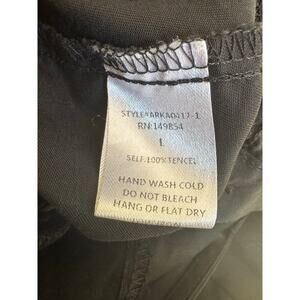 STYLE#ARKA0417-1
RN:149854
L
SELF:100%TENCEL
HAND WASH COLD
DO NOT BLEACH
HANG OR FLAT DRY